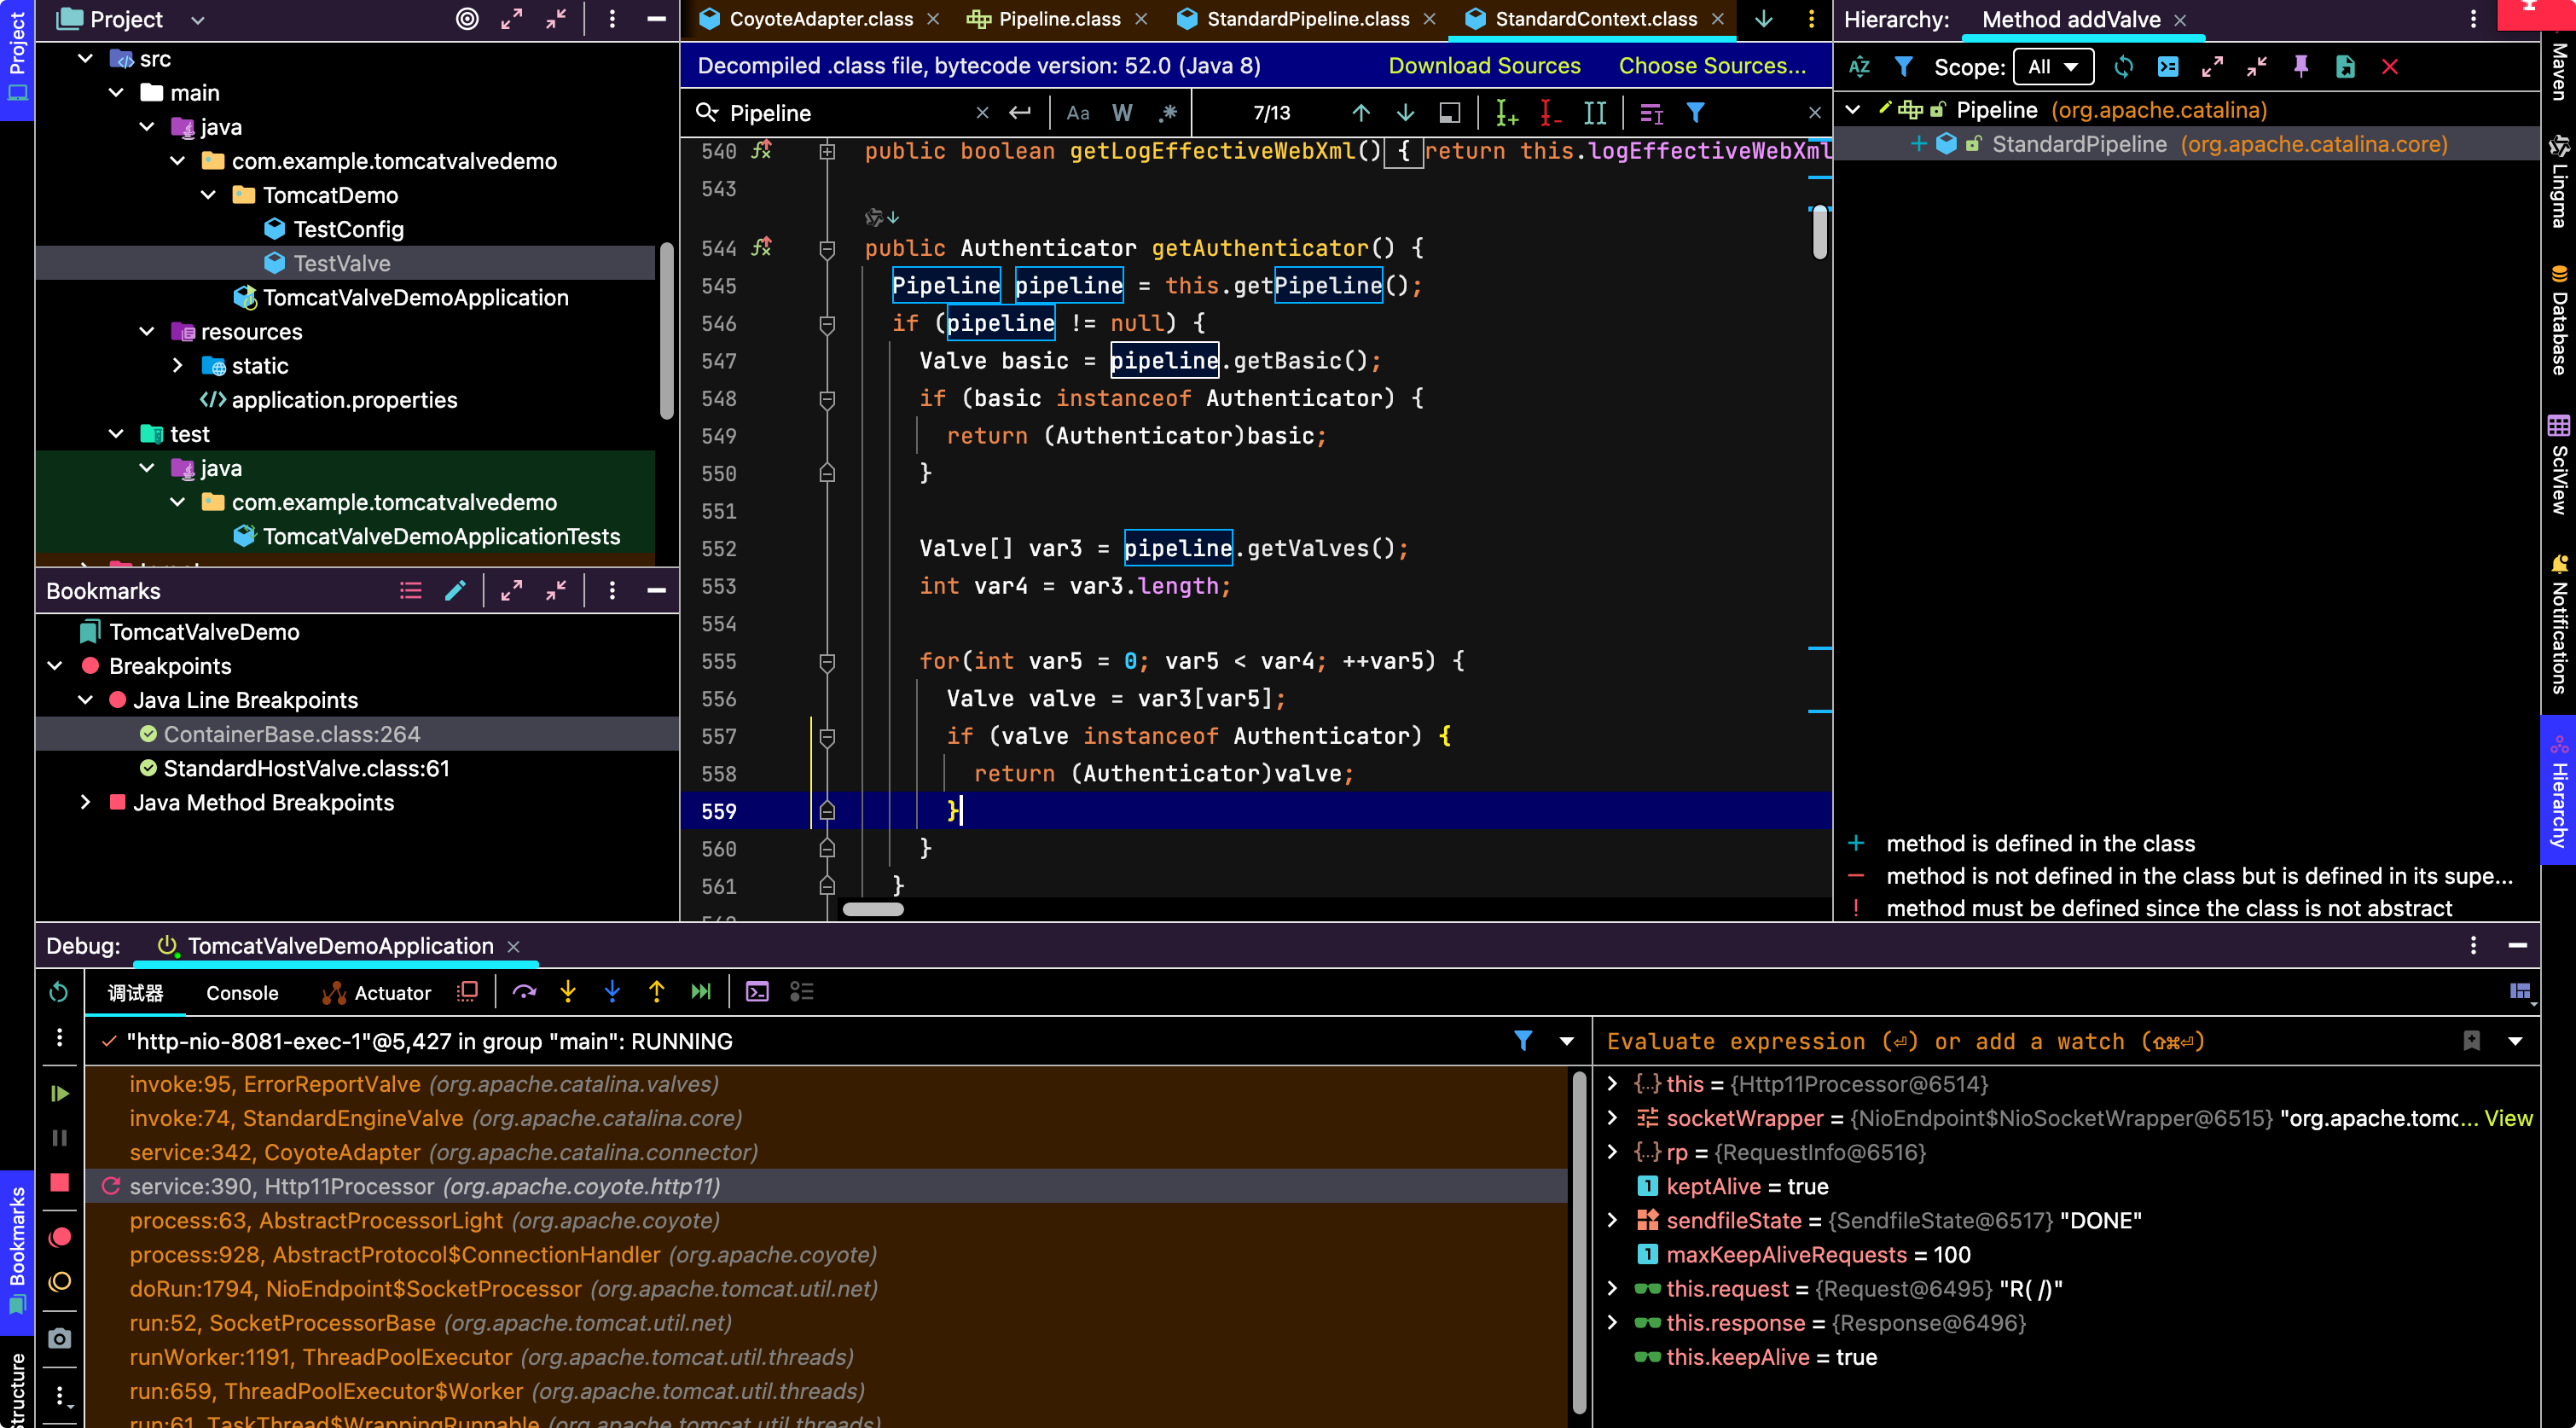 Project
Project
src
main
java
com.example.tomcatvalvedemo
TomcatDemo
TestConfig
TestValve
TomcatValveDemoApplication
resources
static
application.properties
test
java
com.example.tomcatvalvedemo
TomcatValveDemoApplicationTests
Bookmarks
TomcatValveDemo
Breakpoints
Java Line Breakpoints
ContainerBase.class:264
StandardHostValve.class:61
Java Method Breakpoints
Bookmarks
Structure
CoyoteAdapter.class
Pipeline.class
StandardPipeline.class
StandardContext.class
Decompiled .class file, bytecode version: 52.0 (Java 8)
Download Sources
Choose Sources...
Pipeline
Aa
W
.*
7/13
540 public boolean getLogEffectiveWebXml() { return this.logEffectiveWebXml
543
544 public Authenticator getAuthenticator() {
545 Pipeline pipeline = this.getPipeline();
546 if (pipeline != null) {
547 Valve basic = pipeline.getBasic();
548 if (basic instanceof Authenticator) {
549 return (Authenticator)basic;
550 }
551
552 Valve[] var3 = pipeline.getValves();
553 int var4 = var3.length;
554
555 for(int var5 = 0; var5 < var4; ++var5) {
556 Valve valve = var3[var5];
557 if (valve instanceof Authenticator) {
558 return (Authenticator)valve;
559 }
560 }
561 }
Hierarchy:
Method addValve
Scope:
All
Pipeline (org.apache.catalina)
StandardPipeline (org.apache.catalina.core)
+ method is defined in the class
− method is not defined in the class but is defined in its supe...
! method must be defined since the class is not abstract
Maven
Lingma
Database
SciView
Notifications
Hierarchy
Debug:
TomcatValveDemoApplication
调试器
Console
Actuator
"http-nio-8081-exec-1"@5,427 in group "main": RUNNING
invoke:95, ErrorReportValve (org.apache.catalina.valves)
invoke:74, StandardEngineValve (org.apache.catalina.core)
service:342, CoyoteAdapter (org.apache.catalina.connector)
service:390, Http11Processor (org.apache.coyote.http11)
process:63, AbstractProcessorLight (org.apache.coyote)
process:928, AbstractProtocol$ConnectionHandler (org.apache.coyote)
doRun:1794, NioEndpoint$SocketProcessor (org.apache.tomcat.util.net)
run:52, SocketProcessorBase (org.apache.tomcat.util.net)
runWorker:1191, ThreadPoolExecutor (org.apache.tomcat.util.threads)
run:659, ThreadPoolExecutor$Worker (org.apache.tomcat.util.threads)
run:61, TaskThread$WrappingRunnable (org.apache.tomcat.util.threads)
Evaluate expression (⏎) or add a watch (⇧⌘⏎)
this = {Http11Processor@6514}
socketWrapper = {NioEndpoint$NioSocketWrapper@6515} "org.apache.tomc... View
rp = {RequestInfo@6516}
keptAlive = true
sendfileState = {SendfileState@6517} "DONE"
maxKeepAliveRequests = 100
this.request = {Request@6495} "R( /)"
this.response = {Response@6496}
this.keepAlive = true